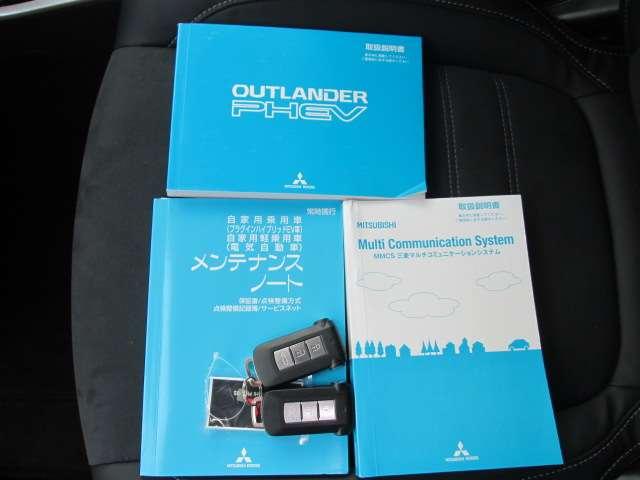 取扱説明書
OUTLANDER
PHEV
MITSUBISHI MOTORS
常時携行
自家用乗用車
(プラグインハイブリッドEV車)
自家用軽乗用車
(電気自動車)
メンテナンス
ノート
保証書/点検整備方式
点検整備記録簿/サービスネット
MITSUBISHI MOTORS
取扱説明書
MITSUBISHI
Multi Communication System
MMCS 三菱マルチコミュニケーションシステム
MITSUBISHI MOTORS